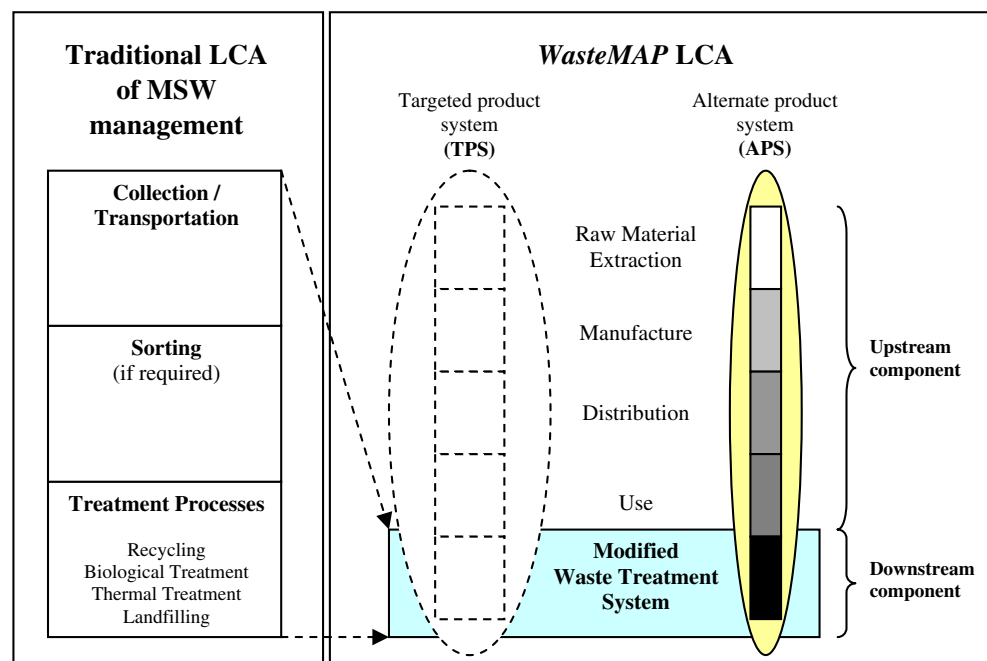 Traditional LCA
of MSW
management
Collection /
Transportation
Sorting
(if required)
Treatment Processes
Recycling
Biological Treatment
Thermal Treatment
Landfilling
WasteMAP LCA
Targeted product
system
(TPS)
Alternate product
system
(APS)
Raw Material
Extraction
Manufacture
Distribution
Use
Modified
Waste Treatment
System
Upstream
component
Downstream
component